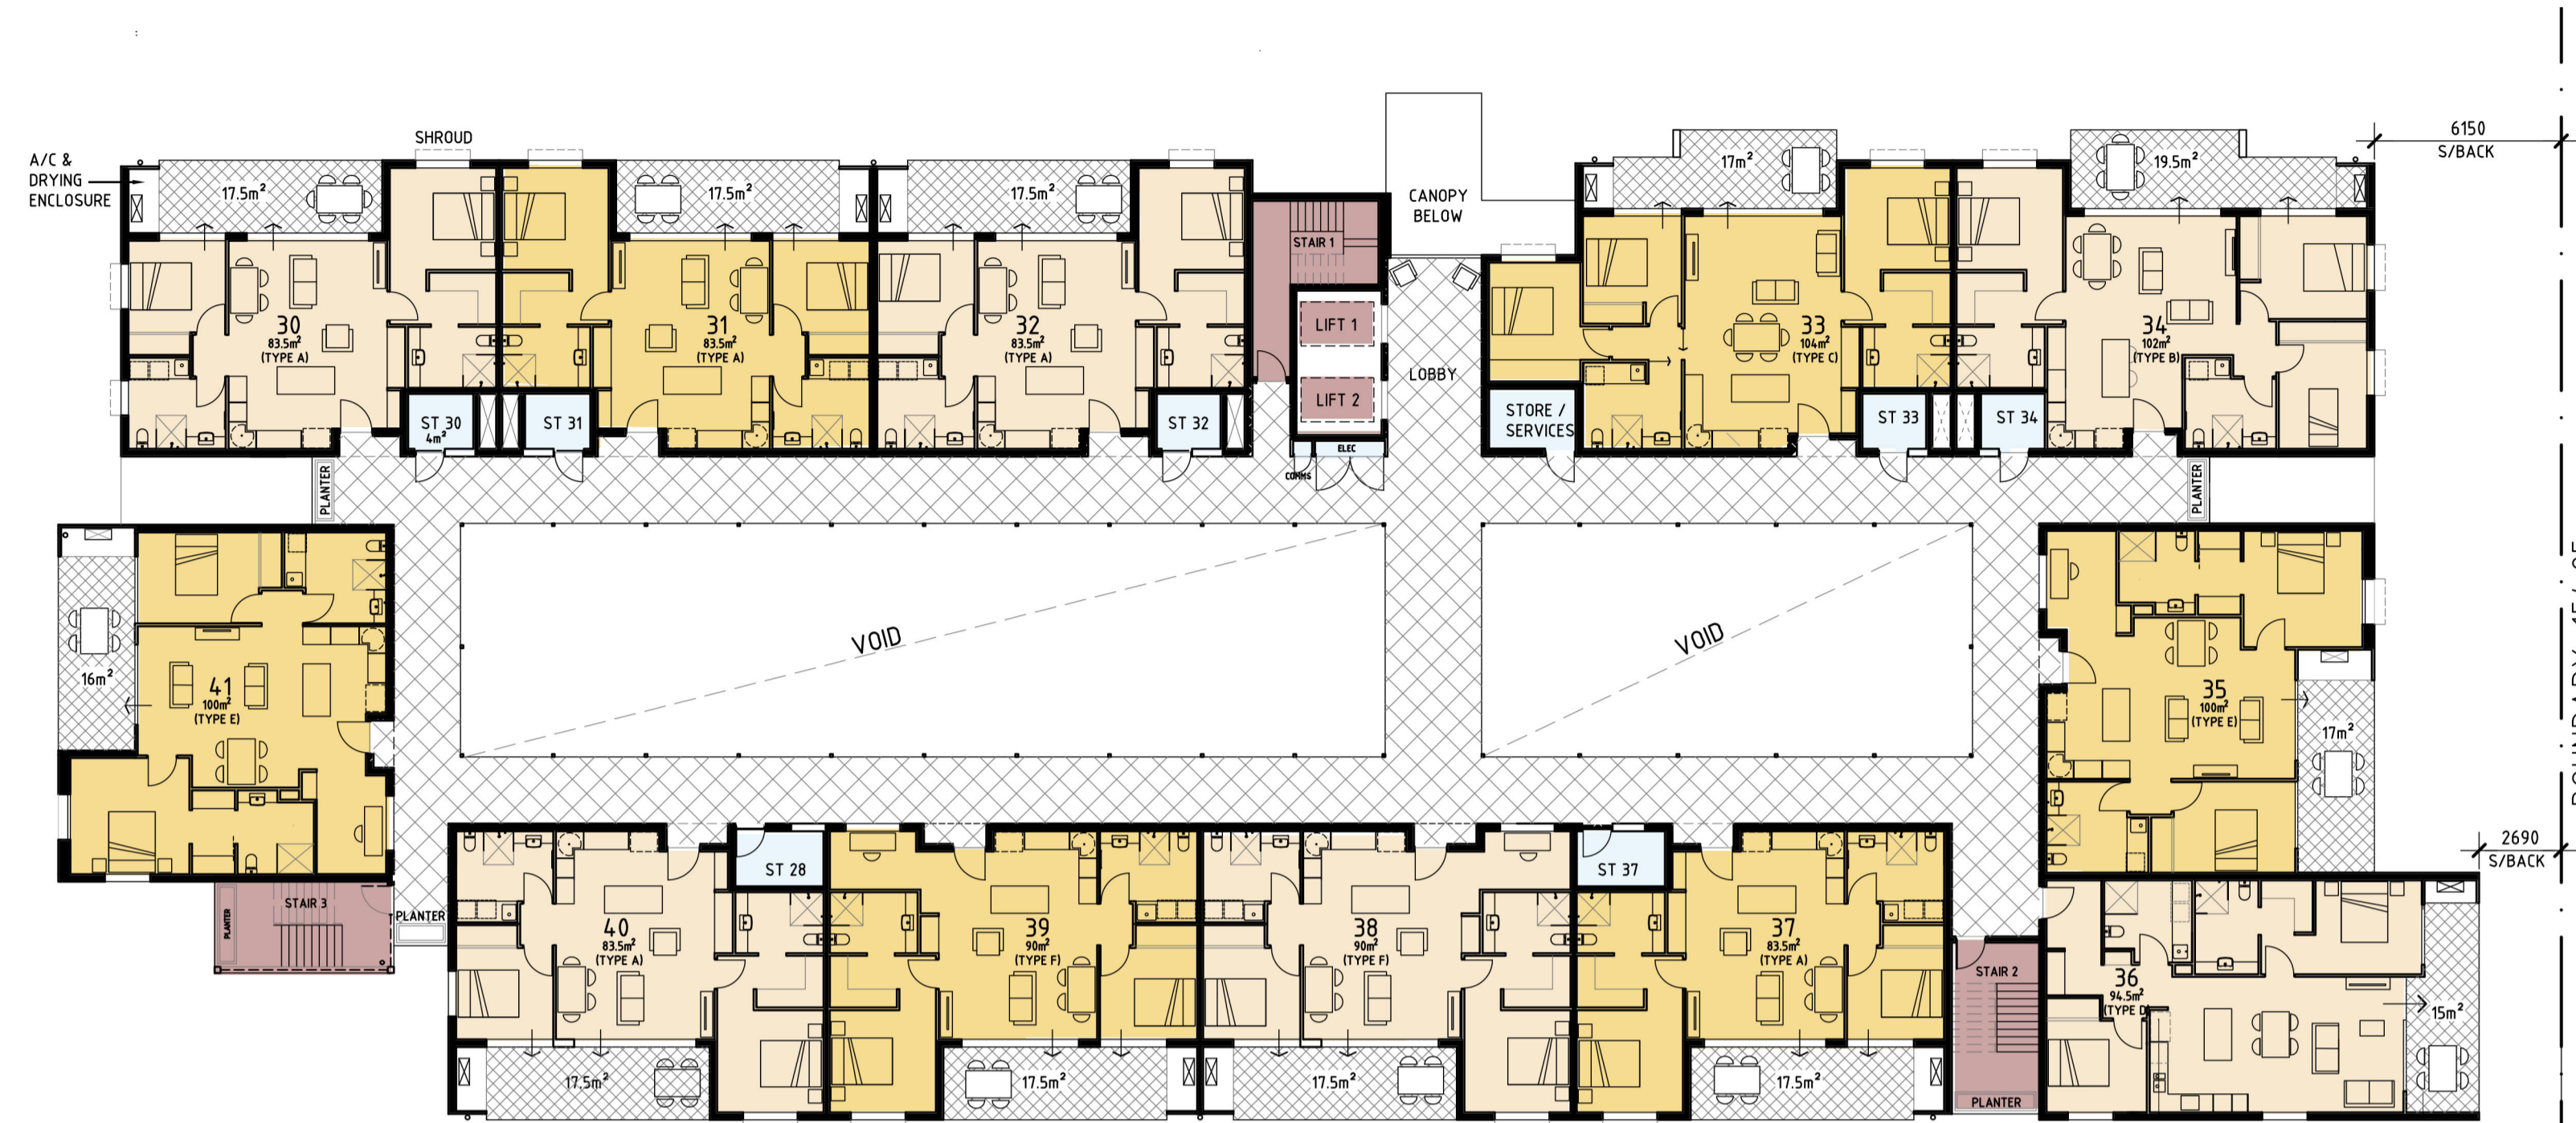 SHROUD
A/C &
DRYING
ENCLOSURE
17.5m²
17.5m²
17.5m²
CANOPY
BELOW
17m²
19.5m²
6150
S/BACK
30
83.5m²
(TYPE A)
31
83.5m²
(TYPE A)
32
83.5m²
(TYPE A)
STAIR 1
LIFT 1
LIFT 2
LOBBY
33
104m²
(TYPE C)
34
102m²
(TYPE B)
ST 30
4m²
ST 31
ST 32
ELEC
COMMS
STORE /
SERVICES
ST 33
ST 34
PLANTER
PLANTER
VOID
VOID
16m²
41
100m²
(TYPE E)
35
100m²
(TYPE E)
17m²
2690
S/BACK
STAIR 3
PLANTER
PLANTER
ST 28
ST 37
40
83.5m²
(TYPE A)
39
90m²
(TYPE F)
38
90m²
(TYPE F)
37
83.5m²
(TYPE A)
STAIR 2
36
94.5m²
(TYPE D)
15m²
17.5m²
17.5m²
17.5m²
17.5m²
PLANTER